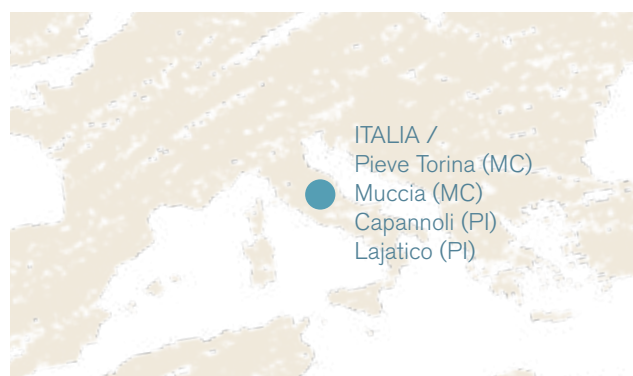 ITALIA /
Pieve Torina (MC)
Muccia (MC)
Capannoli (PI)
Lajatico (PI)